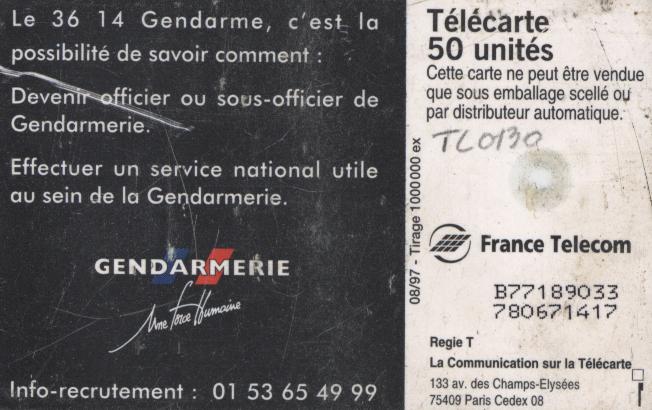 Le 36 14 Gendarme, c'est la
possibilité de savoir comment :
Devenir officier ou sous-officier de
Gendarmerie.
Effectuer un service national utile
au sein de la Gendarmerie.
GENDARMERIE
Une force Humaine
Info-recrutement : 01 53 65 49 99
08/97 - Tirage 1000000 ex
Télécarte
50 unités
Cette carte ne peut être vendue
que sous emballage scellé ou
par distributeur automatique.
TL0130
France Telecom
B77189033
780671417
Regie T
La Communication sur la Télécarte
133 av. des Champs-Elysées
75409 Paris Cedex 08